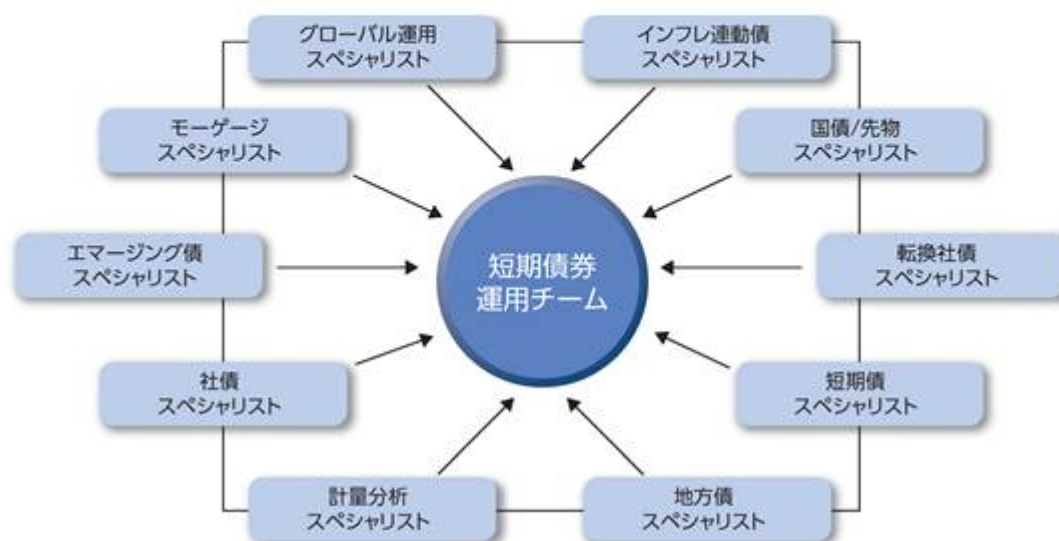 グローバル運用
スペシャリスト
インフレ連動債
スペシャリスト
モーゲージ
スペシャリスト
国債/先物
スペシャリスト
エマージング債
スペシャリスト
短期債券
運用チーム
転換社債
スペシャリスト
社債
スペシャリスト
短期債
スペシャリスト
計量分析
スペシャリスト
地方債
スペシャリスト